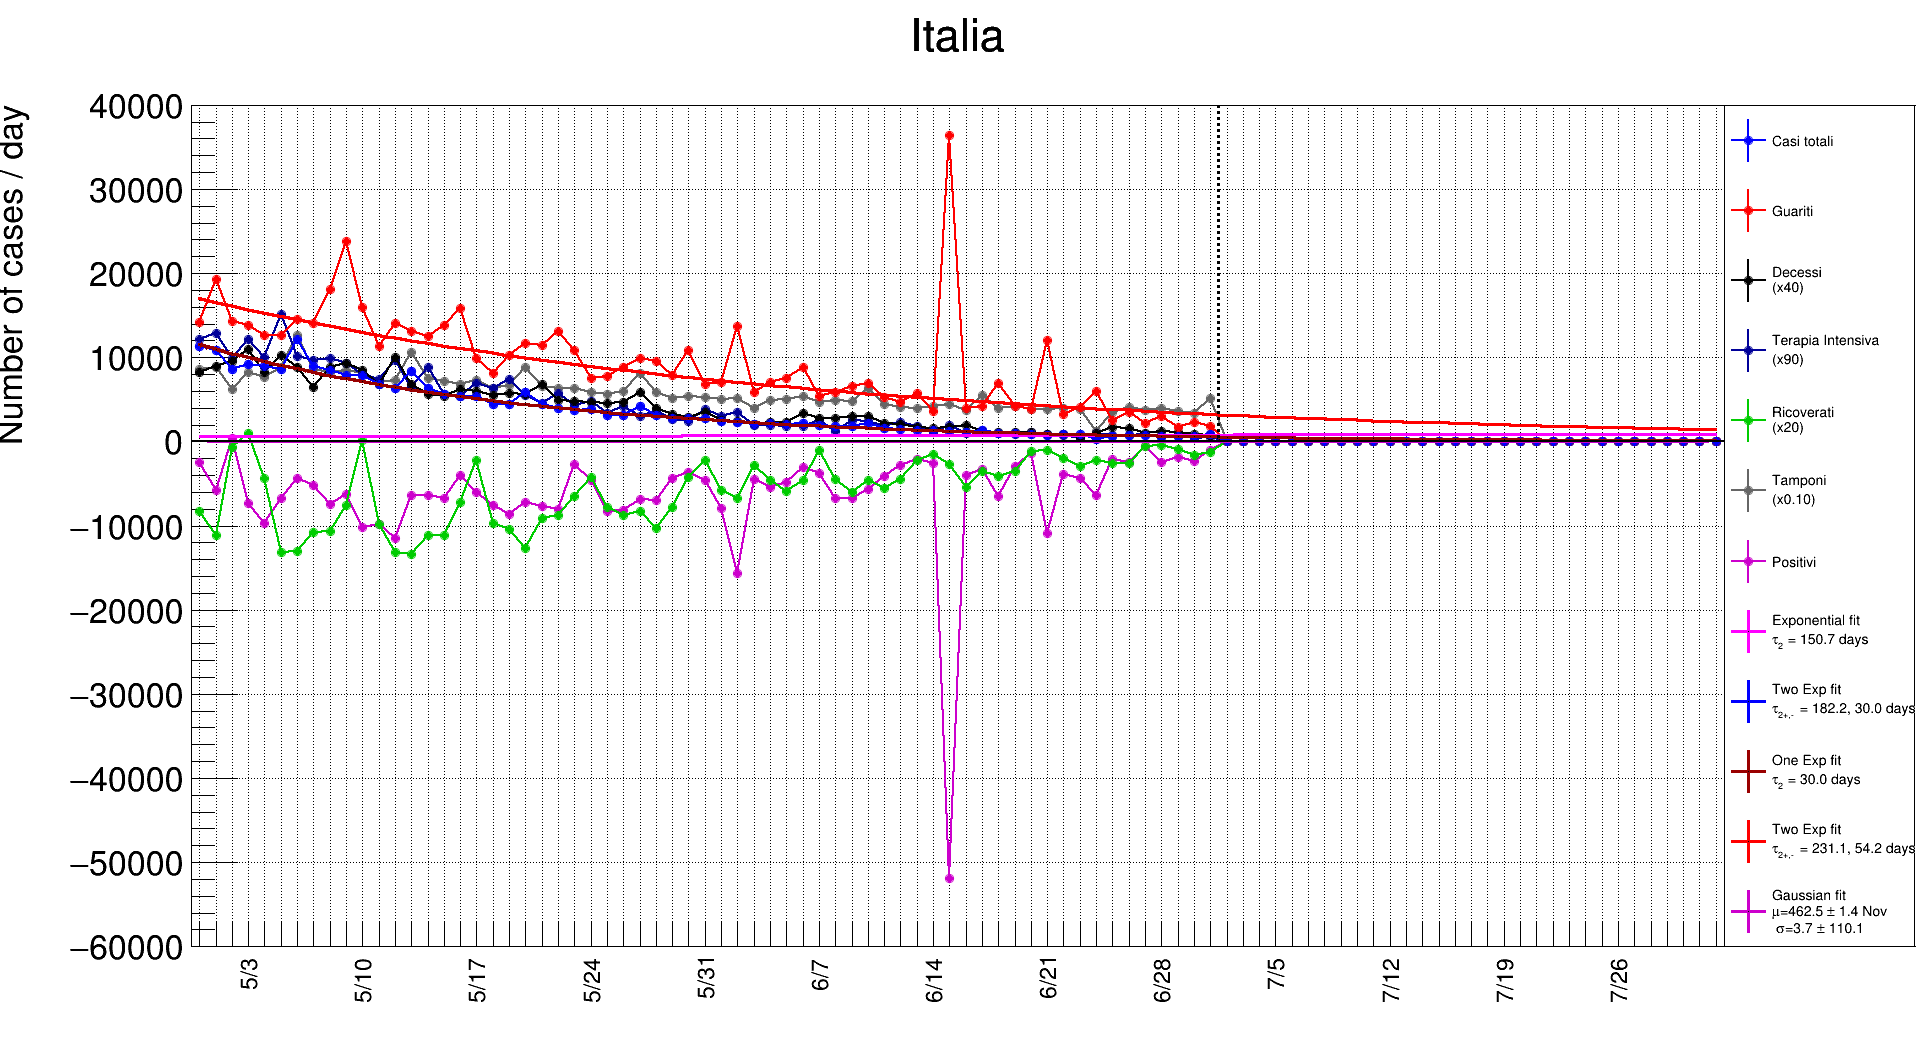 Italia
Number of cases / day
40000
30000
20000
10000
0
−10000
−20000
−30000
−40000
−50000
−60000
5/3
5/10
5/17
5/24
5/31
6/7
6/14
6/21
6/28
7/5
7/12
7/19
7/26
Casi totali
Guariti
Decessi
(x40)
Terapia Intensiva
(x90)
Ricoverati
(x20)
Tamponi
(x0.10)
Positivi
Exponential fit
τ2 = 150.7 days
Two Exp fit
τ2+,- = 182.2, 30.0 days
One Exp fit
τ2 = 30.0 days
Two Exp fit
τ2+,- = 231.1, 54.2 days
Gaussian fit
μ=462.5 ± 1.4 Nov
σ=3.7 ± 110.1